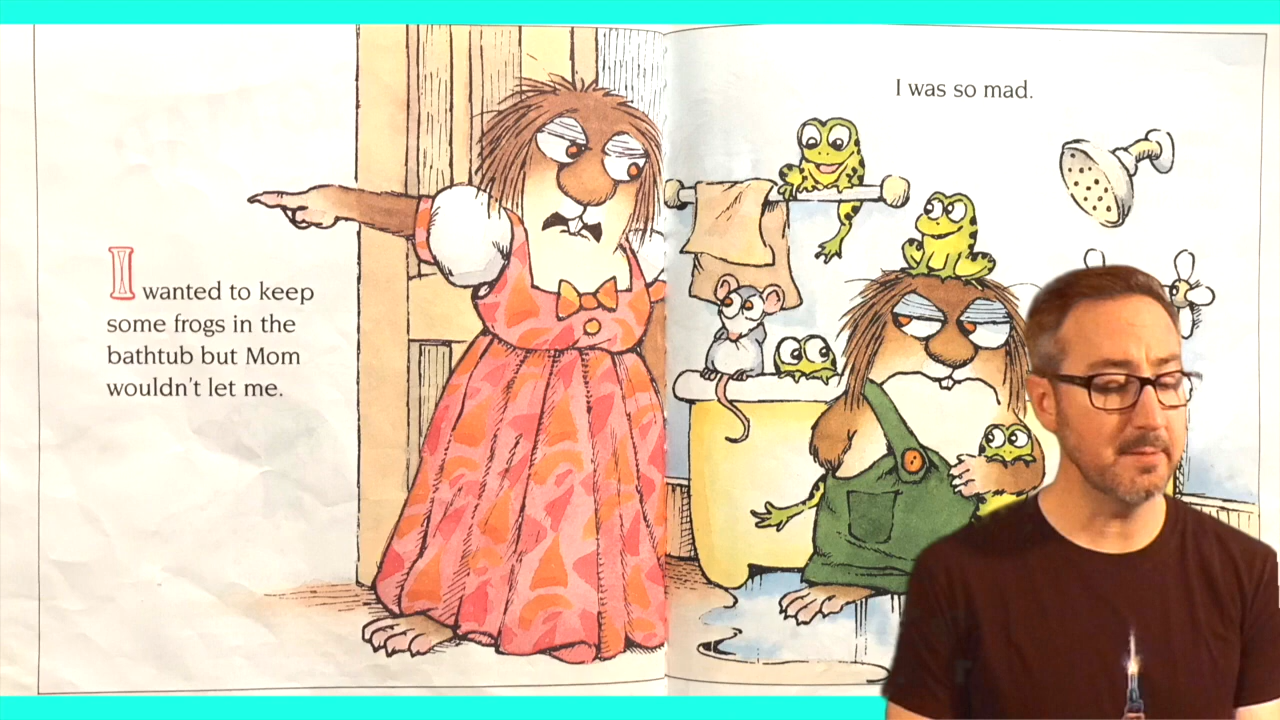 I wanted to keep
some frogs in the
bathtub but Mom
wouldn't let me.
I was so mad.